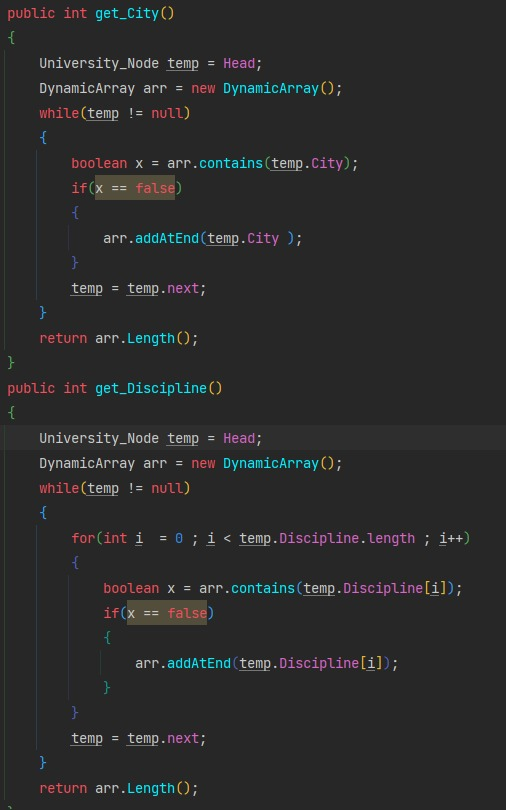 public int get_City()
{
    University_Node temp = Head;
    DynamicArray arr = new DynamicArray();
    while(temp != null)
    {
        boolean x = arr.contains(temp.City);
        if(x == false)
        {
            arr.addAtEnd(temp.City );
        }
        temp = temp.next;
    }
    return arr.Length();
}
public int get_Discipline()
{
    University_Node temp = Head;
    DynamicArray arr = new DynamicArray();
    while(temp != null)
    {
        for(int i  = 0 ; i < temp.Discipline.length ; i++)
        {
            boolean x = arr.contains(temp.Discipline[i]);
            if(x == false)
            {
                arr.addAtEnd(temp.Discipline[i]);
            }
        }
        temp = temp.next;
    }
    return arr.Length();
}